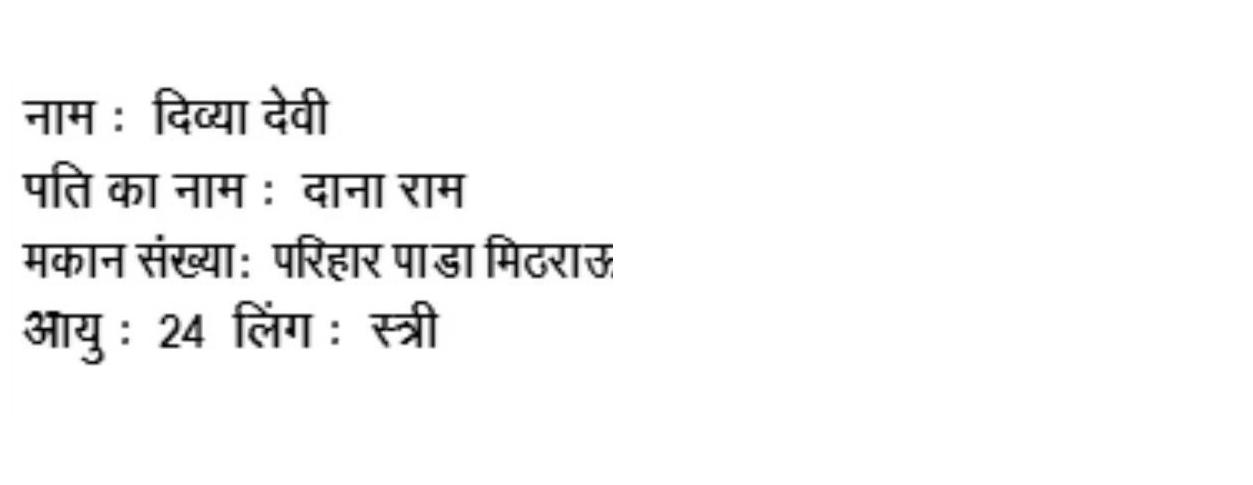 नाम : दिव्या देवी
पति का नाम : दाना राम
मकान संख्या: परिहार पाडा मिठराऊ
आयु : 24 लिंग : स्त्री